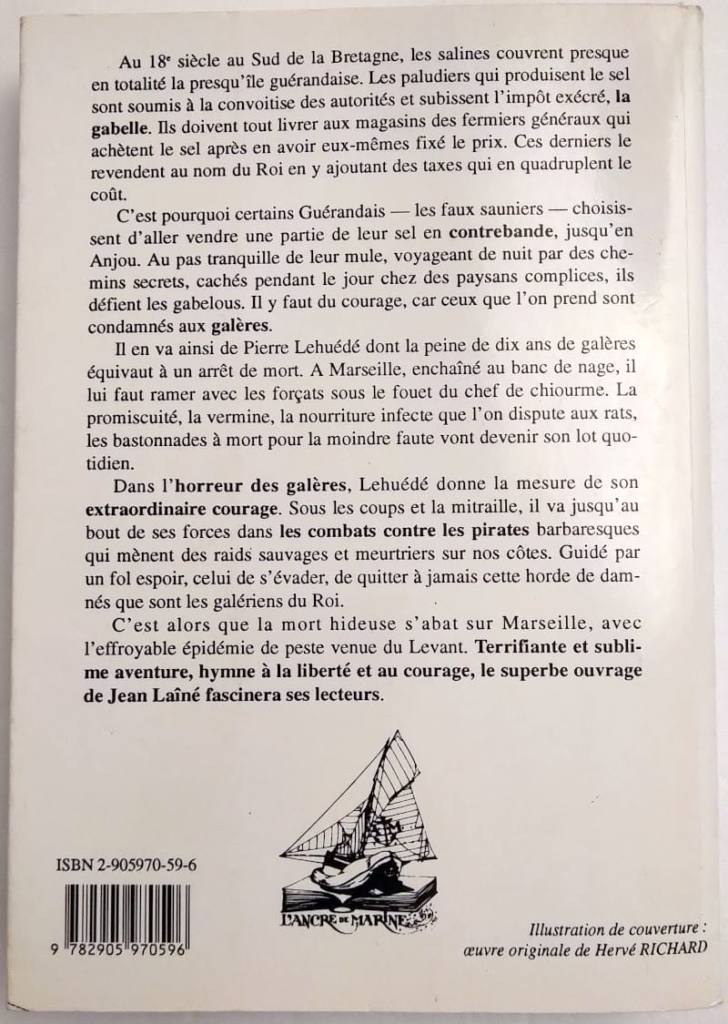 Au 18e siècle au Sud de la Bretagne, les salines couvrent presque
en totalité la presqu'île guérandaise. Les paludiers qui produisent le sel
sont soumis à la convoitise des autorités et subissent l'impôt exécré, la
gabelle. Ils doivent tout livrer aux magasins des fermiers généraux qui
achètent le sel après en avoir eux-mêmes fixé le prix. Ces derniers le
revendent au nom du Roi en y ajoutant des taxes qui en quadruplent le
coût.
C'est pourquoi certains Guérandais — les faux sauniers — choisis-
sent d'aller vendre une partie de leur sel en contrebande, jusqu'en
Anjou. Au pas tranquille de leur mule, voyageant de nuit par des che-
mins secrets, cachés pendant le jour chez des paysans complices, ils
défient les gabelous. Il y faut du courage, car ceux que l'on prend sont
condamnés aux galères.
Il en va ainsi de Pierre Lehuédé dont la peine de dix ans de galères
équivaut à un arrêt de mort. A Marseille, enchaîné au banc de nage, il
lui faut ramer avec les forçats sous le fouet du chef de chiourme. La
promiscuité, la vermine, la nourriture infecte que l'on dispute aux rats,
les bastonnades à mort pour la moindre faute vont devenir son lot quo-
tidien.
Dans l'horreur des galères, Lehuédé donne la mesure de son
extraordinaire courage. Sous les coups et la mitraille, il va jusqu'au
bout de ses forces dans les combats contre les pirates barbaresques
qui mènent des raids sauvages et meurtriers sur nos côtes. Guidé par
un fol espoir, celui de s'évader, de quitter à jamais cette horde de dam-
nés que sont les galériens du Roi.
C'est alors que la mort hideuse s'abat sur Marseille, avec
l'effroyable épidémie de peste venue du Levant. Terrifiante et subli-
me aventure, hymne à la liberté et au courage, le superbe ouvrage
de Jean Laîné fascinera ses lecteurs.
ISBN 2-905970-59-6
9 782905 970596
L'ANCRE DE MARINE
Illustration de couverture :
œuvre originale de Hervé RICHARD